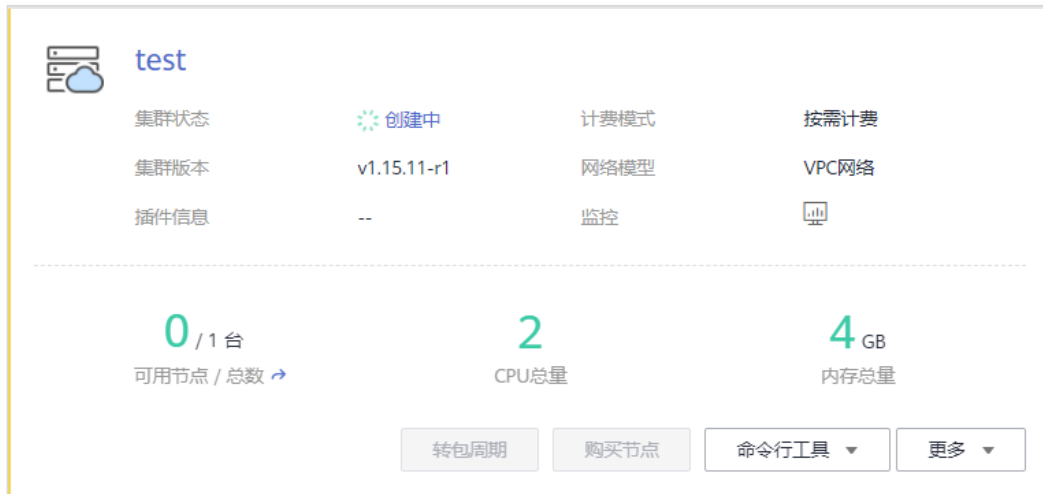 test
集群状态 创建中 计费模式 按需计费
集群版本 v1.15.11-r1 网络模型 VPC网络
插件信息 -- 监控
0 / 1 台 2 4 GB
可用节点 / 总数 CPU总量 内存总量
转包周期 购买节点 命令行工具 更多